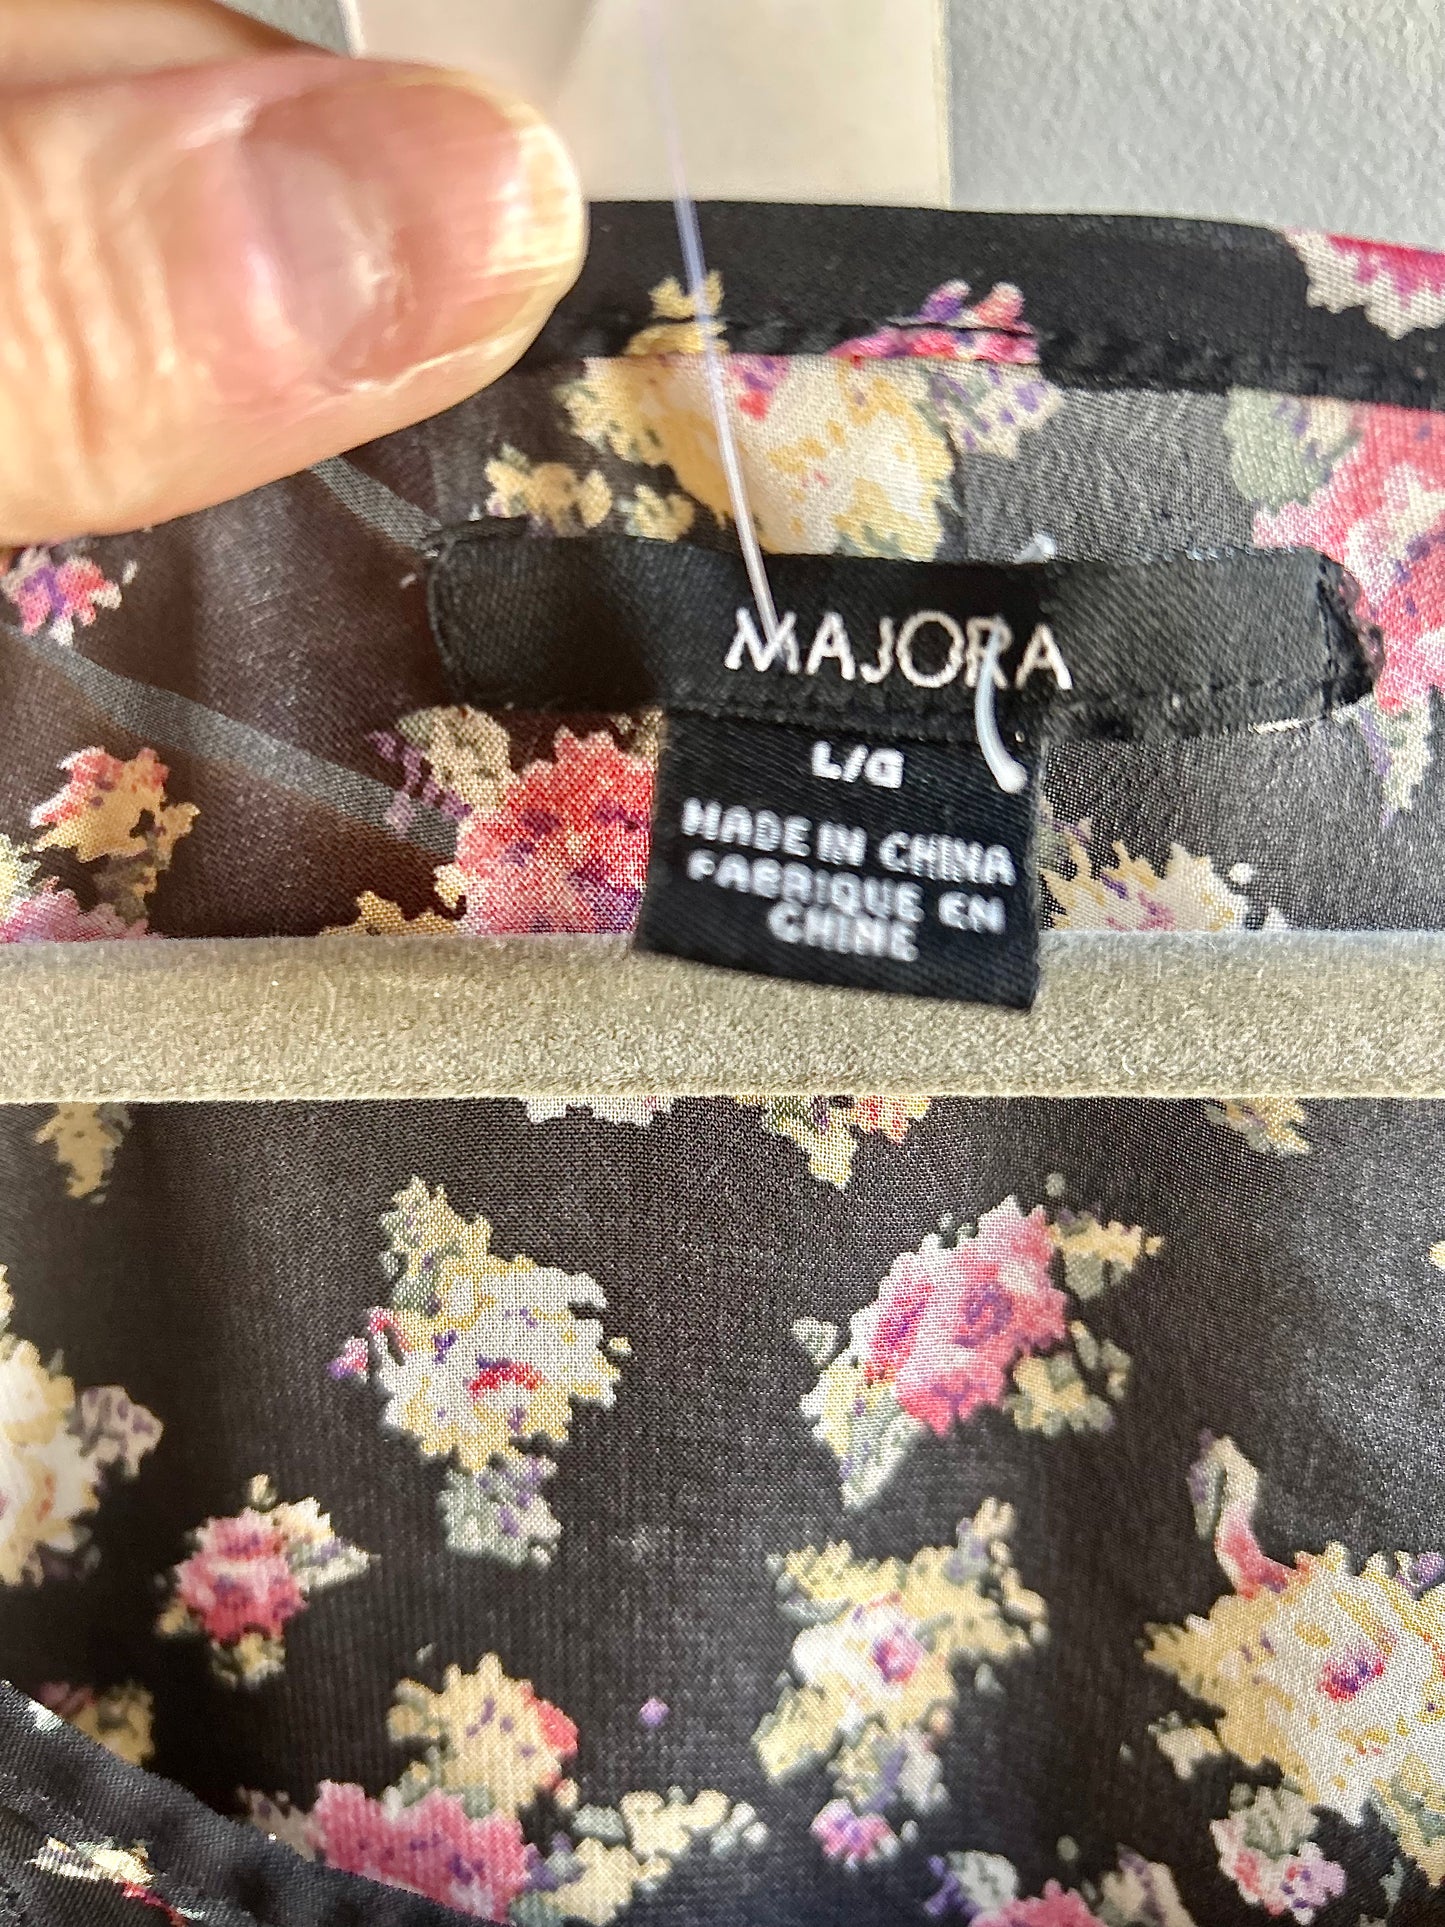 MAJORA
L/G
MADE IN CHINA
FABRIQUE EN
CHINE